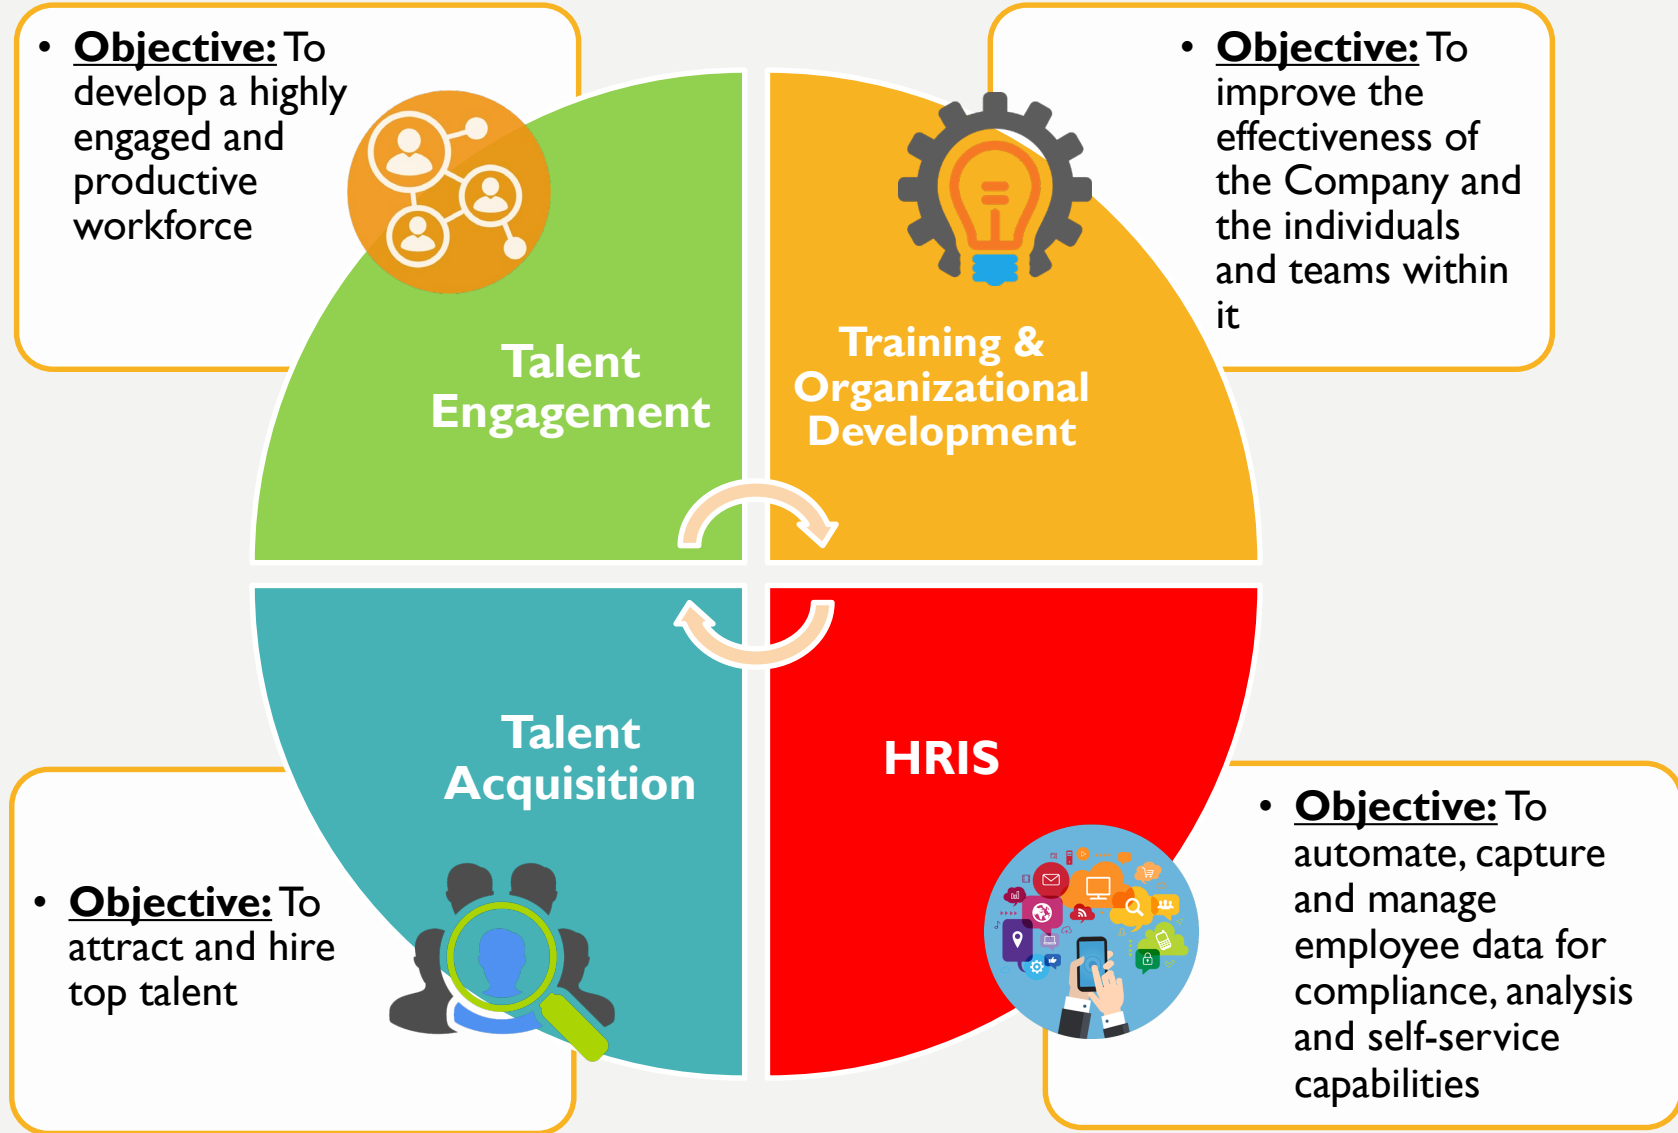 • Objective: To
develop a highly
engaged and
productive
workforce
Talent
Engagement
• Objective: To
improve the
effectiveness of
the Company and
the individuals
and teams within
it
Training &
Organizational
Development
• Objective: To
attract and hire
top talent
Talent
Acquisition
HRIS
• Objective: To
automate, capture
and manage
employee data for
compliance, analysis
and self-service
capabilities